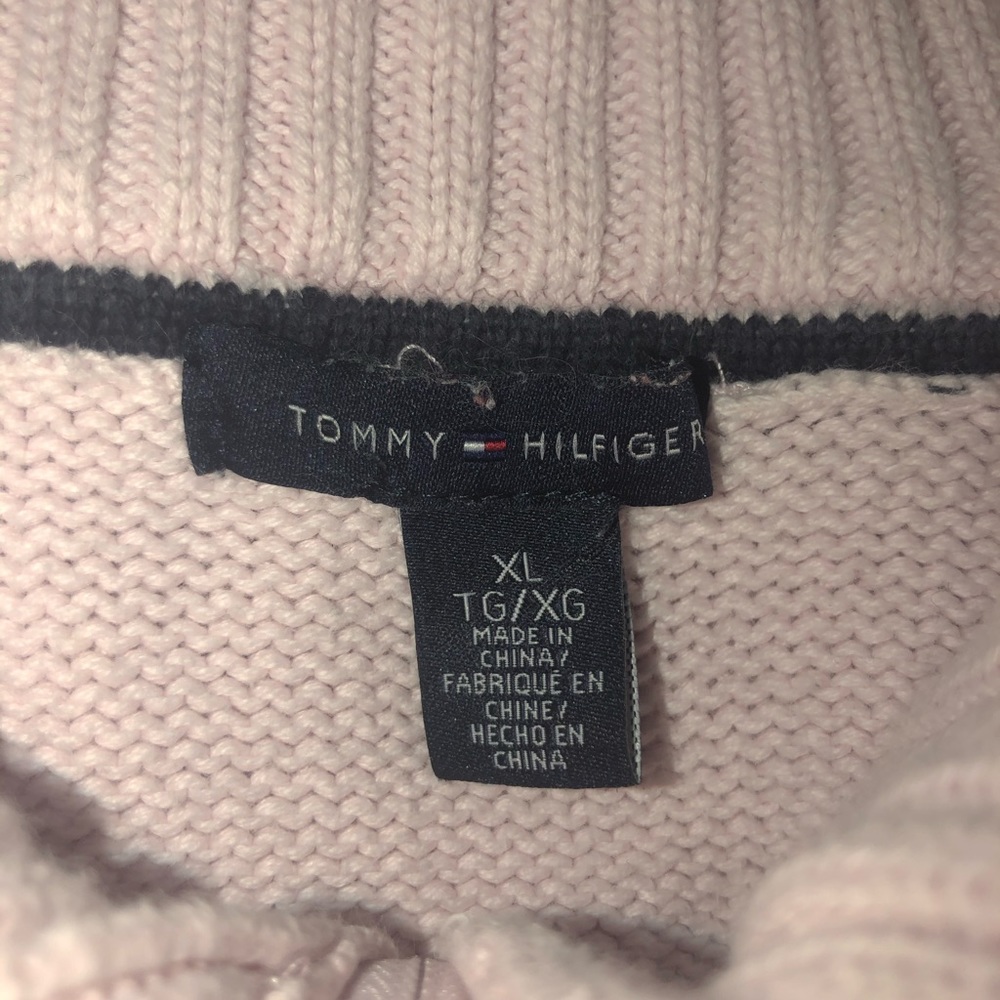 TOMMY HILFIGER
XL
TG/XG
MADE IN
CHINA/
FABRIQUÉ EN
CHINE/
HECHO EN
CHINA